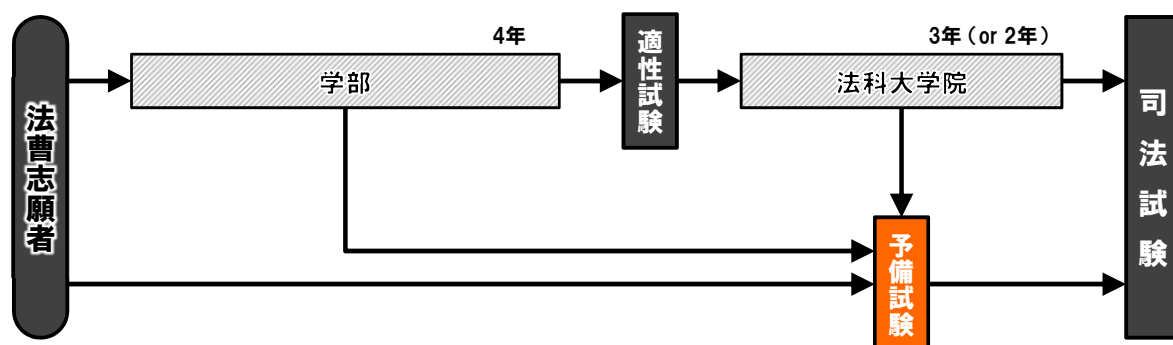 法曹志願者
4年
学部
適性試験
3年（or 2年）
法科大学院
予備試験
司法試験